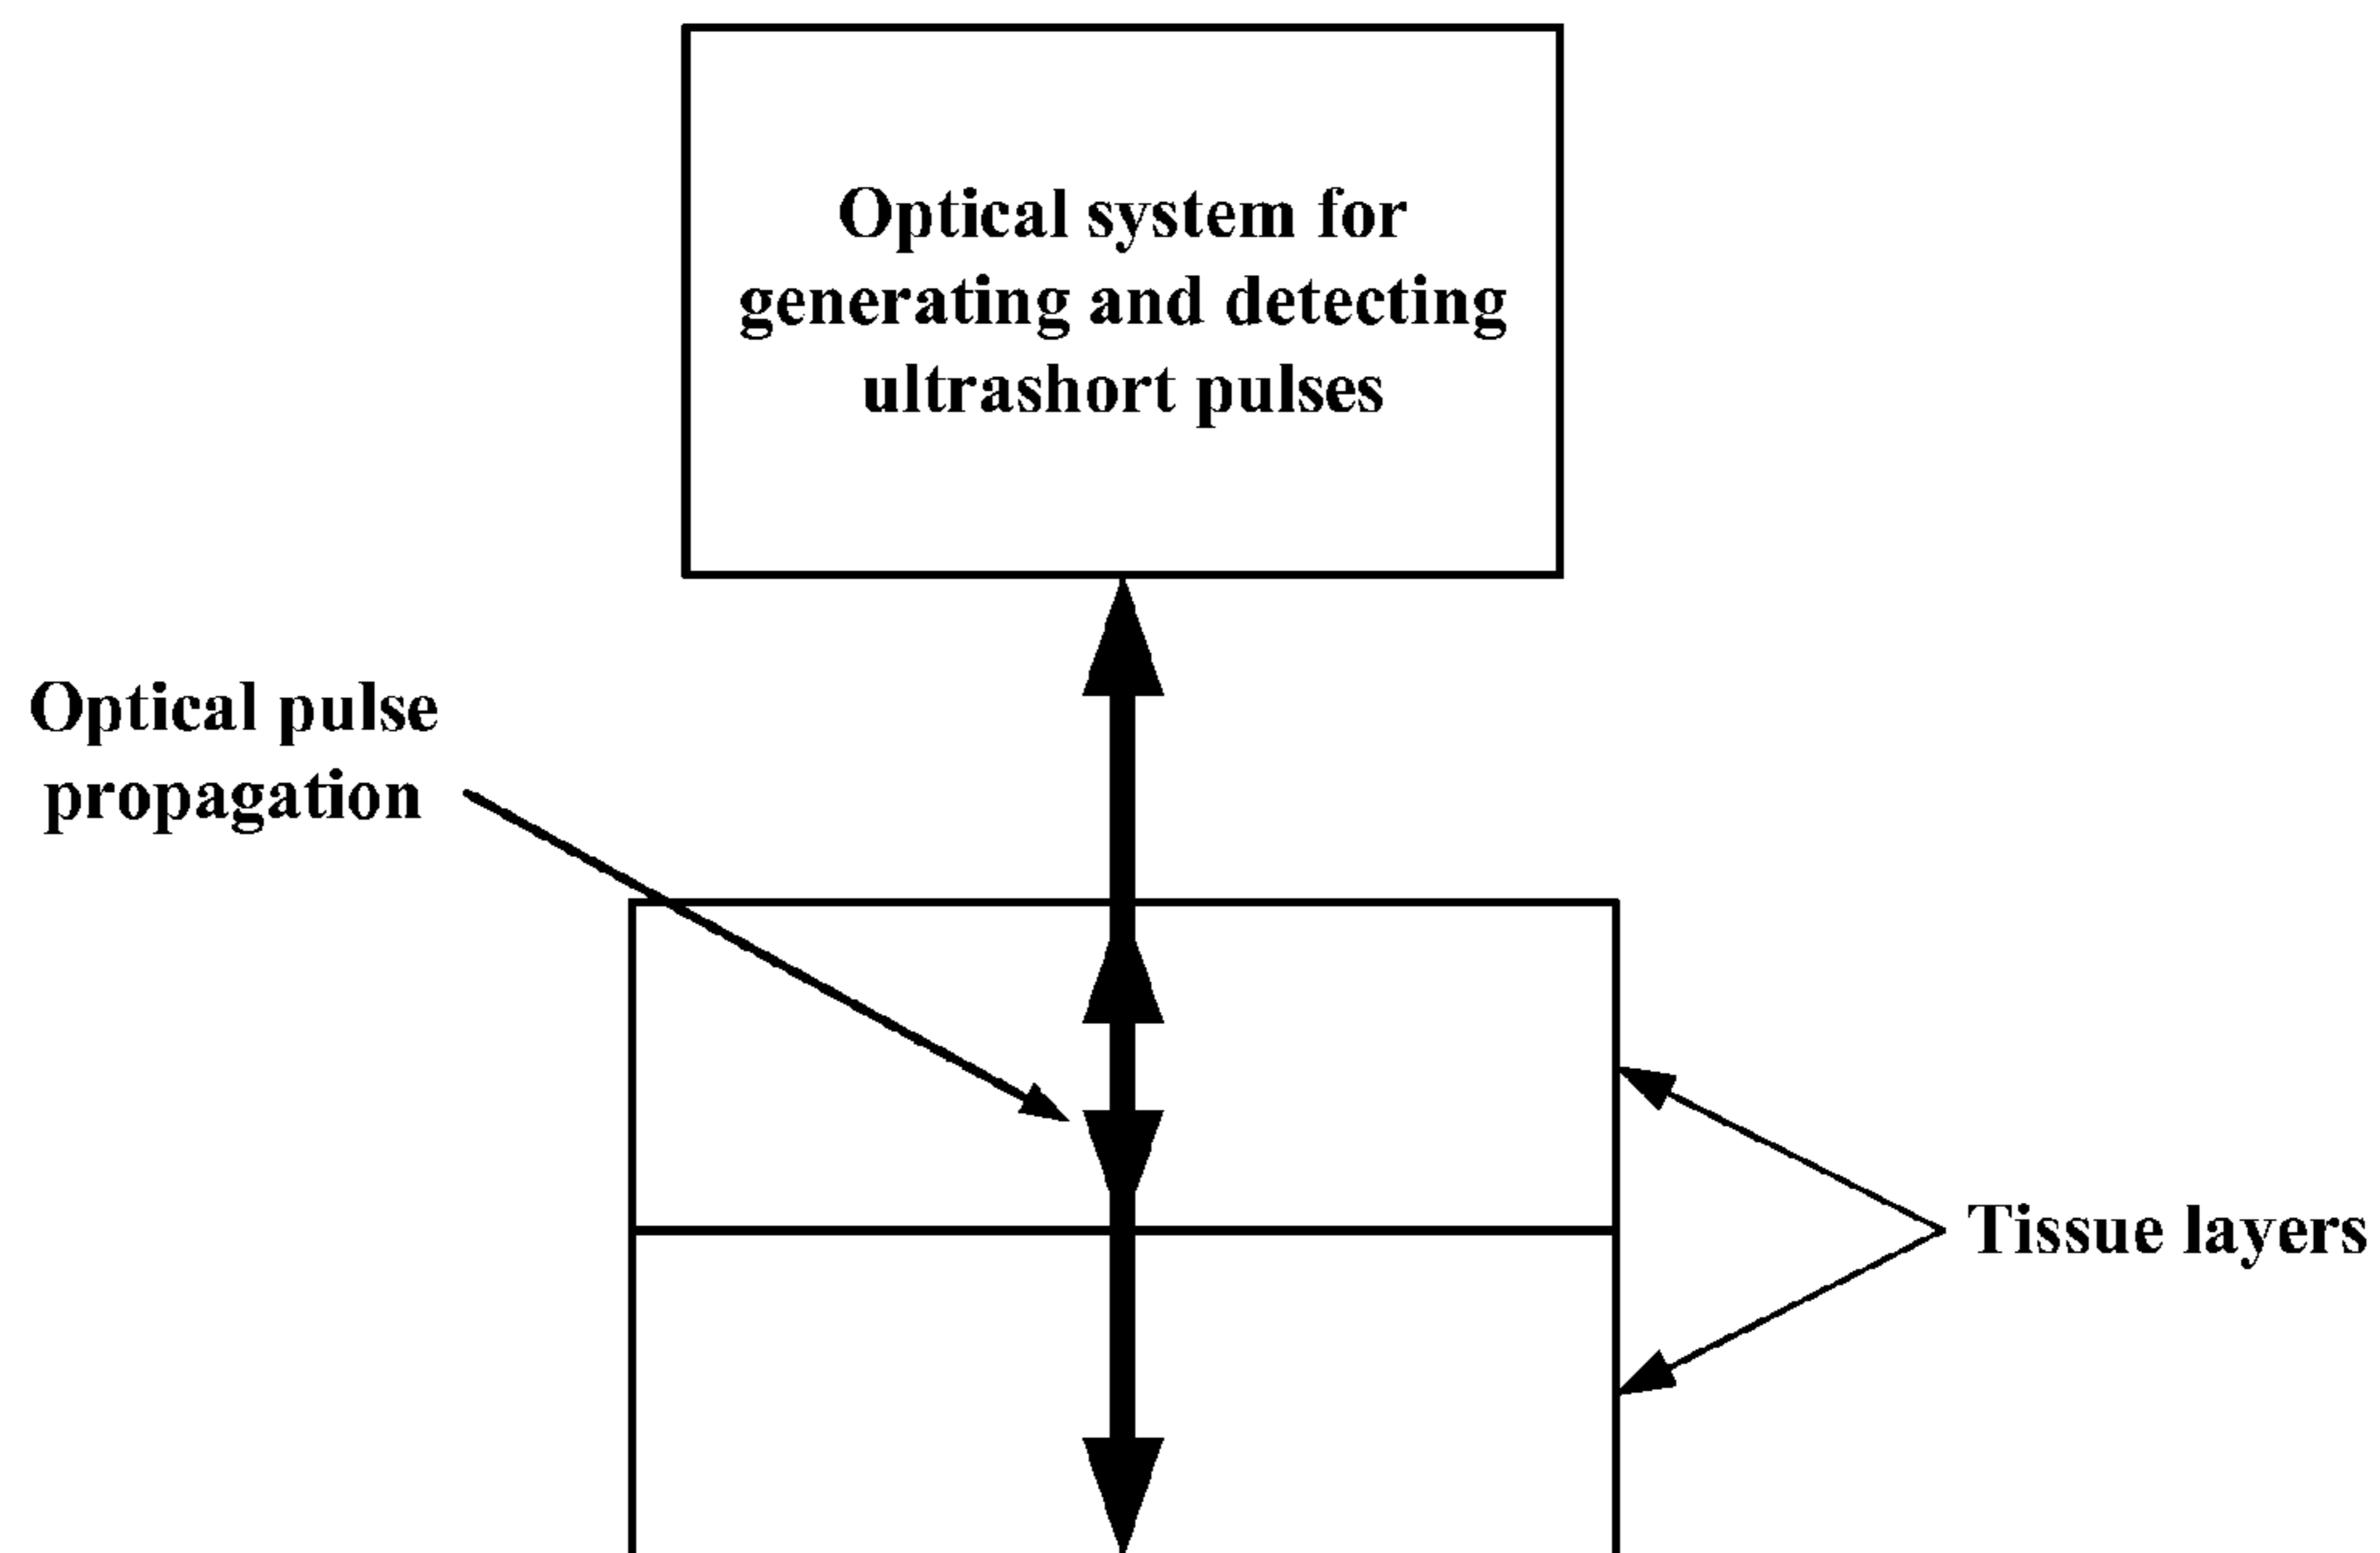 Optical system for
generating and detecting
ultrashort pulses
Optical pulse
propagation
Tissue layers